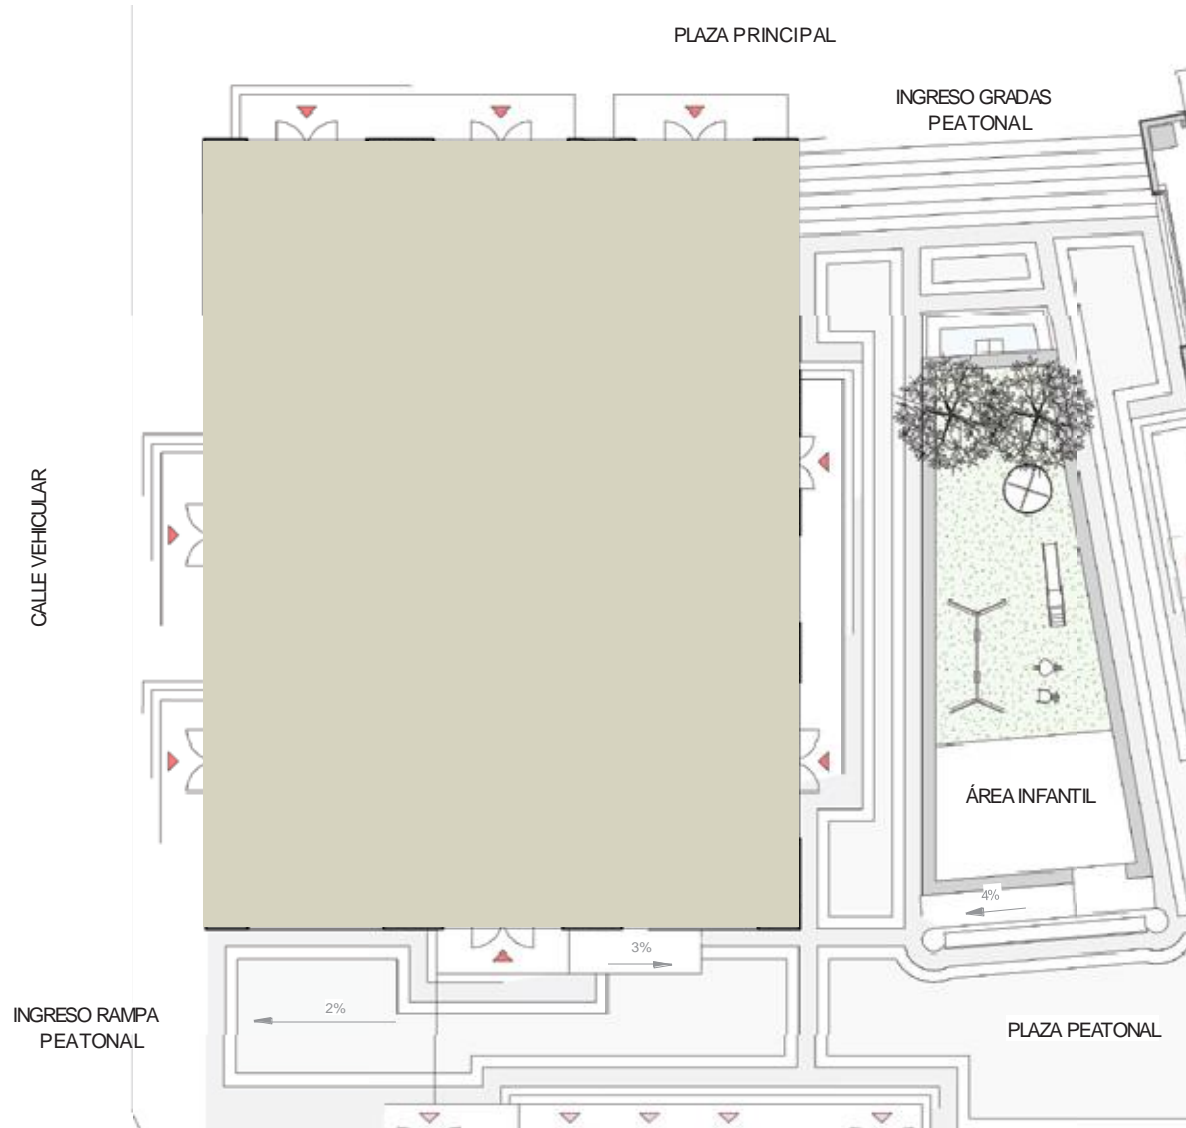 PLAZA PRINCIPAL
INGRESO GRADAS
PEATONAL
CALLE VEHICULAR
ÁREA INFANTIL
4%
3%
2%
INGRESO RAMPA
PEATONAL
PLAZA PEATONAL